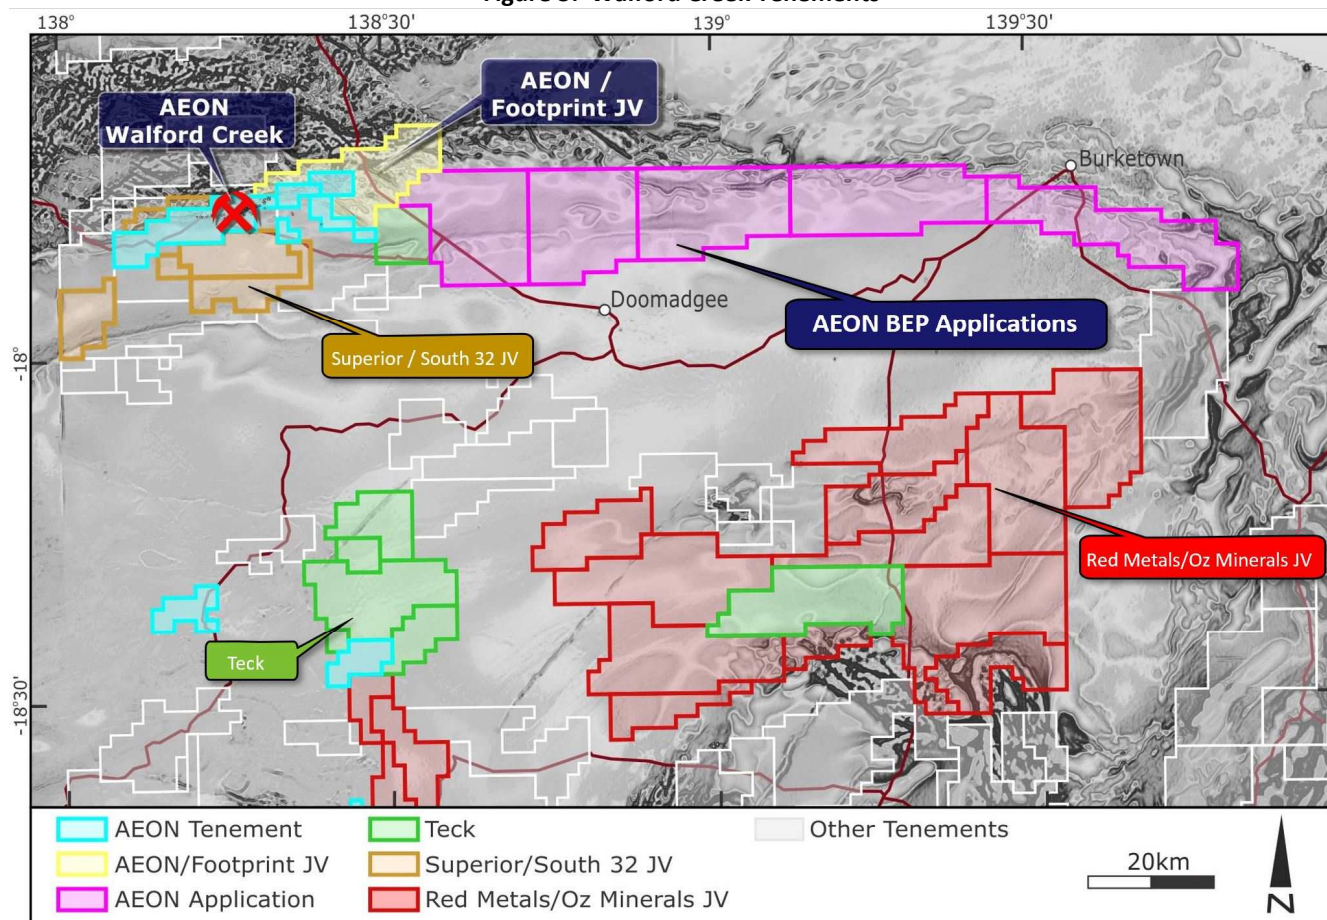 Figure 3: Walford Creek Tenements
138°
138°30'
139°
139°30'
AEON
Walford Creek
AEON /
Footprint JV
Burketown
Doomadgee
AEON BEP Applications
Superior / South 32 JV
-18°
Red Metals/Oz Minerals JV
Teck
-18°30'
AEON Tenement
AEON/Footprint JV
AEON Application
Teck
Superior/South 32 JV
Red Metals/Oz Minerals JV
Other Tenements
20km
N